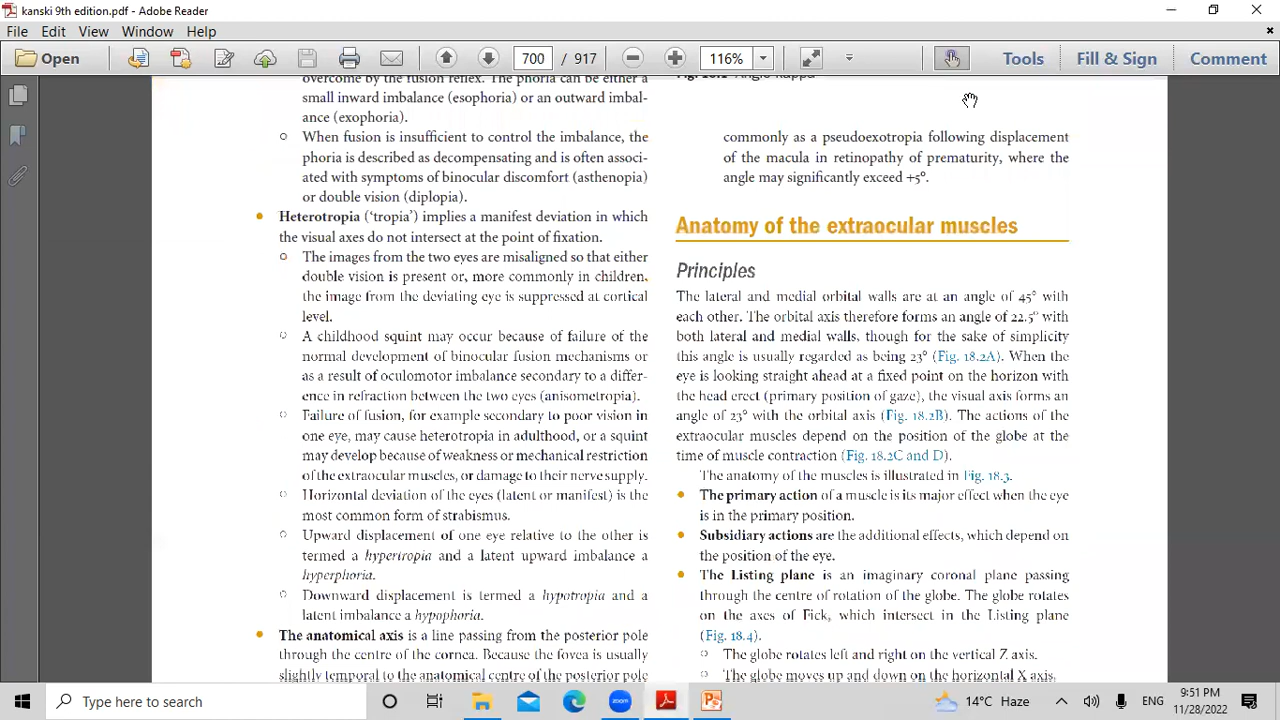 kanski 9th edition.pdf - Adobe Reader
File Edit View Window Help
Open 700 / 917 116% Tools Fill & Sign Comment
overcome by the fusion reflex. The phoria can be either a
small inward imbalance (esophoria) or an outward imbal-
ance (exophoria).
When fusion is insufficient to control the imbalance, the
phoria is described as decompensating and is often associ-
ated with symptoms of binocular discomfort (asthenopia)
or double vision (diplopia).
Heterotropia (‘tropia’) implies a manifest deviation in which
the visual axes do not intersect at the point of fixation.
The images from the two eyes are misaligned so that either
double vision is present or, more commonly in children,
the image from the deviating eye is suppressed at cortical
level.
A childhood squint may occur because of failure of the
normal development of binocular fusion mechanisms or
as a result of oculomotor imbalance secondary to a differ-
ence in refraction between the two eyes (anisometropia).
Failure of fusion, for example secondary to poor vision in
one eye, may cause heterotropia in adulthood, or a squint
may develop because of weakness or mechanical restriction
of the extraocular muscles, or damage to their nerve supply.
Horizontal deviation of the eyes (latent or manifest) is the
most common form of strabismus.
Upward displacement of one eye relative to the other is
termed a hypertropia and a latent upward imbalance a
hyperphoria.
Downward displacement is termed a hypotropia and a
latent imbalance a hypophoria.
The anatomical axis is a line passing from the posterior pole
through the centre of the cornea. Because the fovea is usually
slightly temporal to the anatomical centre of the posterior pole
commonly as a pseudoexotropia following displacement
of the macula in retinopathy of prematurity, where the
angle may significantly exceed +5°.
Anatomy of the extraocular muscles
Principles
The lateral and medial orbital walls are at an angle of 45° with
each other. The orbital axis therefore forms an angle of 22.5° with
both lateral and medial walls, though for the sake of simplicity
this angle is usually regarded as being 23° (Fig. 18.2A). When the
eye is looking straight ahead at a fixed point on the horizon with
the head erect (primary position of gaze), the visual axis forms an
angle of 23° with the orbital axis (Fig. 18.2B). The actions of the
extraocular muscles depend on the position of the globe at the
time of muscle contraction (Fig. 18.2C and D).
The anatomy of the muscles is illustrated in Fig. 18.3.
The primary action of a muscle is its major effect when the eye
is in the primary position.
Subsidiary actions are the additional effects, which depend on
the position of the eye.
The Listing plane is an imaginary coronal plane passing
through the centre of rotation of the globe. The globe rotates
on the axes of Fick, which intersect in the Listing plane
(Fig. 18.4).
The globe rotates left and right on the vertical Z axis.
The globe moves up and down on the horizontal X axis.
Type here to search
zoom
14°C Haze
ENG
9:51 PM
11/28/2022